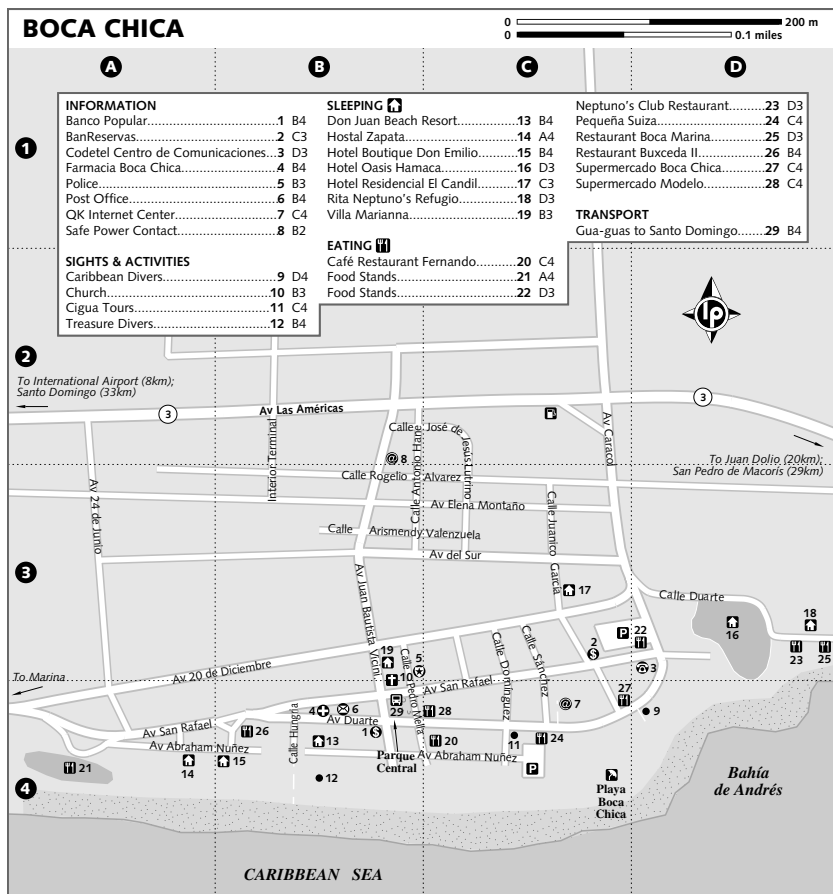 BOCA CHICA
0 200 m
0 0.1 miles
A B C D
1
2
3
4
INFORMATION
Banco Popular...1 B4
BanReservas...2 C3
Codetel Centro de Comunicaciones...3 D3
Farmacia Boca Chica...4 B4
Police...5 B3
Post Office...6 B4
QK Internet Center...7 C4
Safe Power Contact...8 B2
SIGHTS & ACTIVITIES
Caribbean Divers...9 D4
Church...10 B3
Cigua Tours...11 C4
Treasure Divers...12 B4
SLEEPING
Don Juan Beach Resort...13 B4
Hostal Zapata...14 A4
Hotel Boutique Don Emilio...15 B4
Hotel Oasis Hamaca...16 D3
Hotel Residencial El Candil...17 C3
Rita Neptuno's Refugio...18 D3
Villa Marianna...19 B3
EATING
Café Restaurant Fernando...20 C4
Food Stands...21 A4
Food Stands...22 D3
Neptuno's Club Restaurant...23 D3
Pequeña Suiza...24 C4
Restaurant Boca Marina...25 D3
Restaurant Buxceda II...26 B4
Supermercado Boca Chica...27 C4
Supermercado Modelo...28 C4
TRANSPORT
Gua-guas to Santo Domingo...29 B4
lp
To International Airport (8km);
Santo Domingo (33km)
3
Av Las Américas
3
To Juan Dolio (20km);
San Pedro de Macorís (29km)
Interior Terminal
Calle José de
Jesús Lutrino
Calle Antonio Hane
Av Caracol
@ 8
Calle Rogelio Alvarez
Av 24 de Junio
Av Elena Montaño
Calle Arismendy Valenzuela
Calle Juanico García
Av del Sur
17
Calle Duarte
Av Juan Bautista Vicini
16
18
P
22
2
3
23
25
19
5
10
Calle Pedro Mella
Calle Domínguez
Calle Sánchez
Av 20 de Diciembre
Av San Rafael
To Marina
27
9
@ 7
4
6
29
28
Av Duarte
1
Av San Rafael
26
Calle Hungria
13
20
11
24
Av Abraham Nuñez
Parque
Central
Av Abraham Nuñez
P
21
14
15
12
Playa
Boca
Chica
Bahía
de Andrés
CARIBBEAN SEA